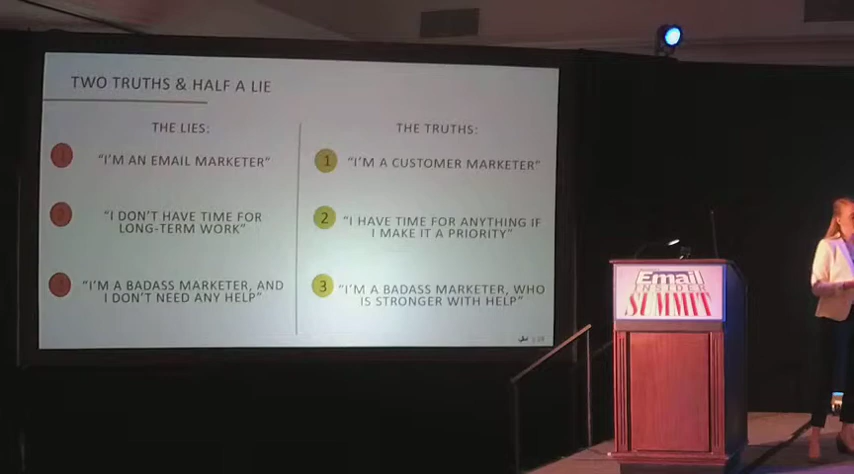 TWO TRUTHS & HALF A LIE
THE LIES:
1
"I'M AN EMAIL MARKETER"
2
"I DON'T HAVE TIME FOR
LONG-TERM WORK"
"I'M A BADASS MARKETER, AND
I DON'T NEED ANY HELP"
THE TRUTHS:
1
"I'M A CUSTOMER MARKETER"
2
"I HAVE TIME FOR ANYTHING IF
I MAKE IT A PRIORITY"
3
"I'M A BADASS MARKETER, WHO
IS STRONGER WITH HELP"
Email
INSIDER
SUMMIT